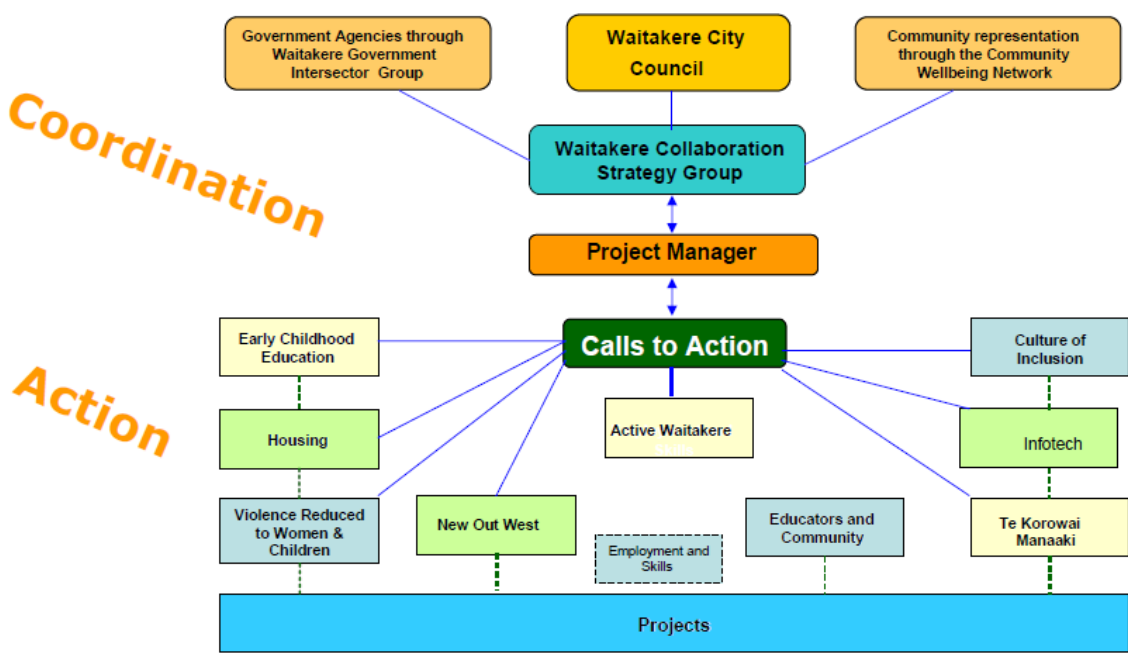 Government Agencies through
Waitakere Government
Intersector Group
Waitakere City
Council
Community representation
through the Community
Wellbeing Network
Coordination
Waitakere Collaboration
Strategy Group
Project Manager
Calls to Action
Early Childhood
Education
Culture of
Inclusion
Action
Housing
Active Waitakere
Infotech
Violence Reduced
to Women &
Children
New Out West
Employment and
Skills
Educators and
Community
Te Korowai
Manaaki
Projects